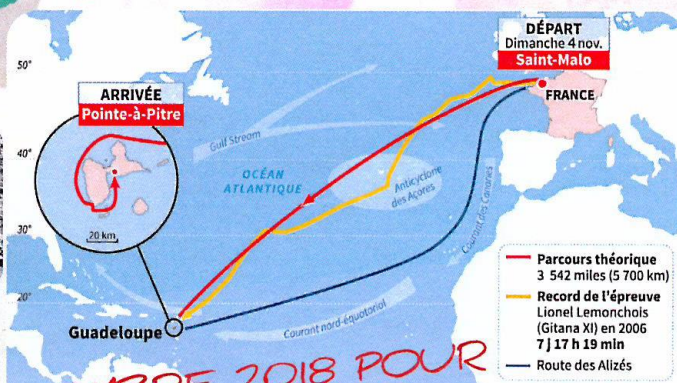 DÉPART
Dimanche 4 nov.
Saint-Malo
FRANCE
ARRIVÉE
Pointe-à-Pitre
20 km
50°
40°
30°
20°
Gulf Stream
OCÉAN
ATLANTIQUE
Anticyclone
des Açores
Courant des Canaries
Courant nord-équatorial
Guadeloupe
Parcours théorique
3 542 miles (5 700 km)
Record de l'épreuve
Lionel Lemonchois
(Gitana XI) en 2006
7 j 17 h 19 min
Route des Alizés
2018 POUR